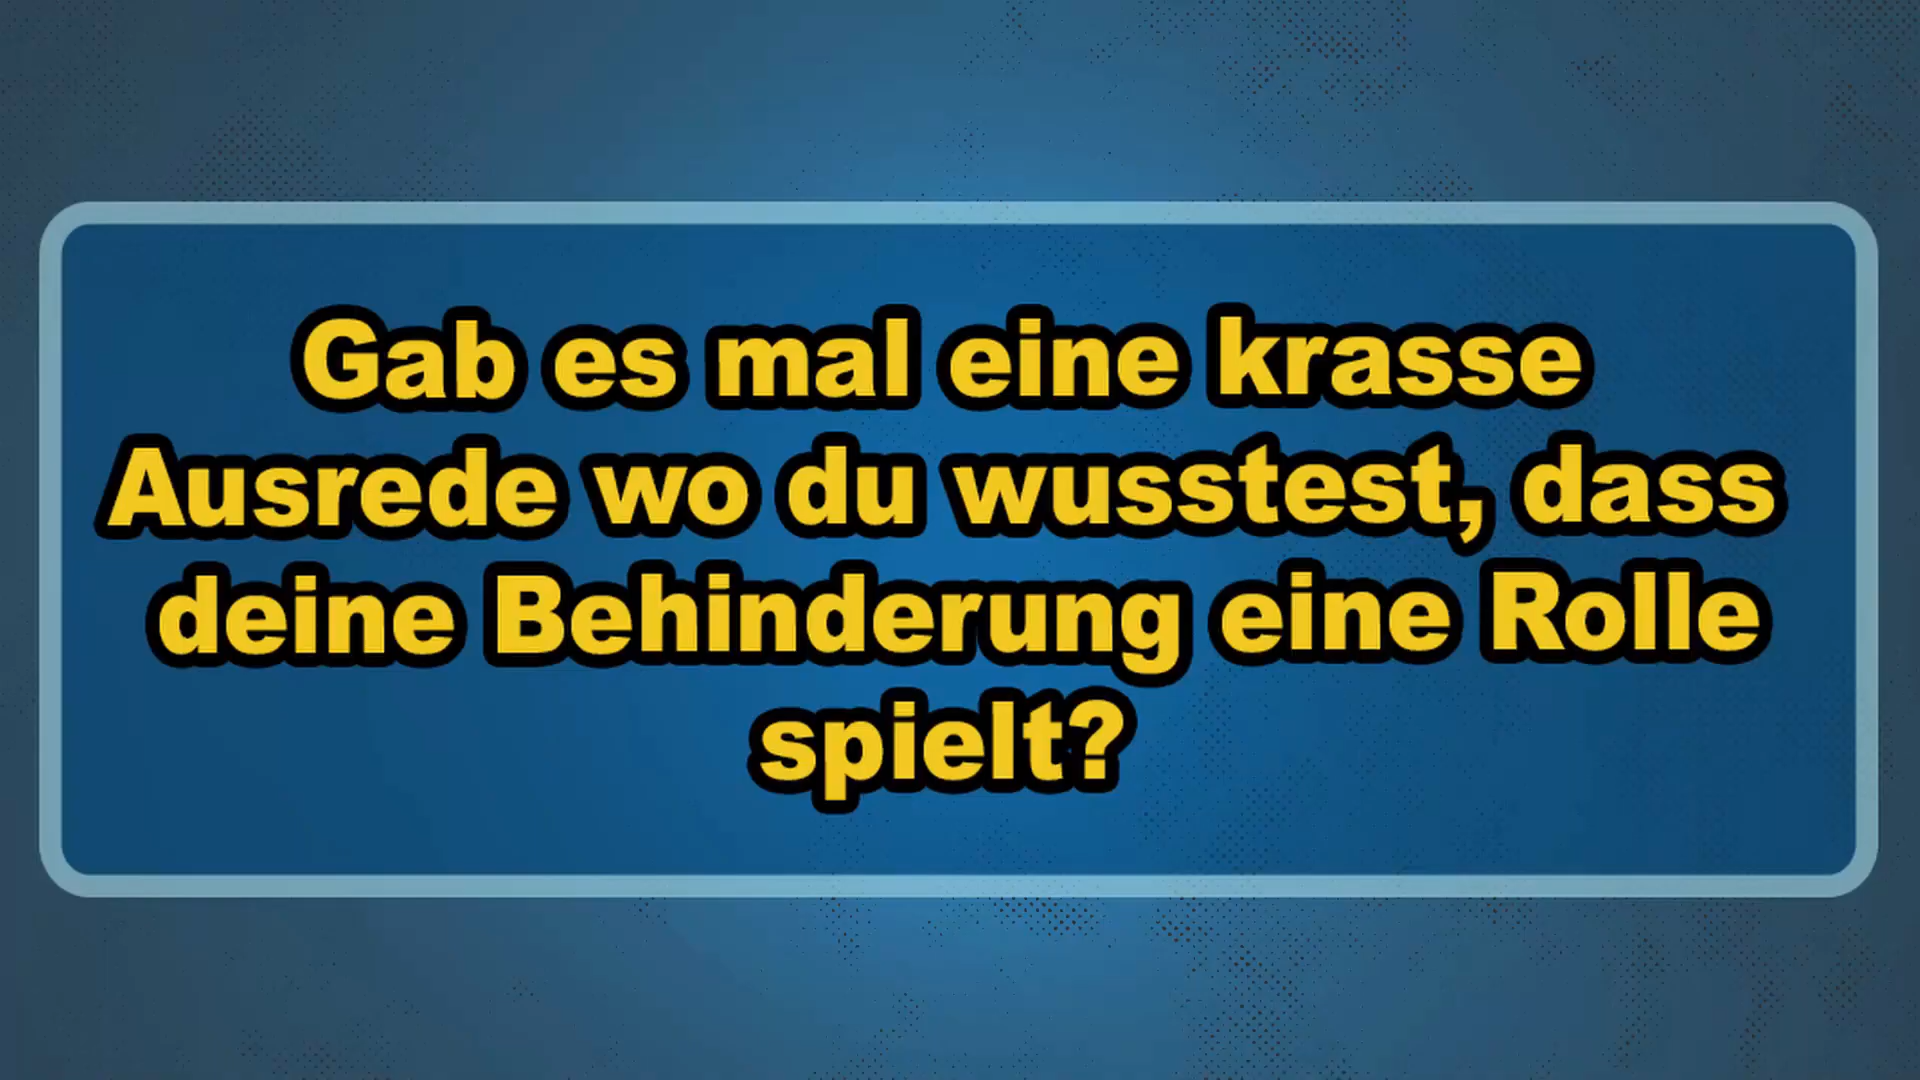 Gab es mal eine krasse
Ausrede wo du wusstest, dass
deine Behinderung eine Rolle
spielt?